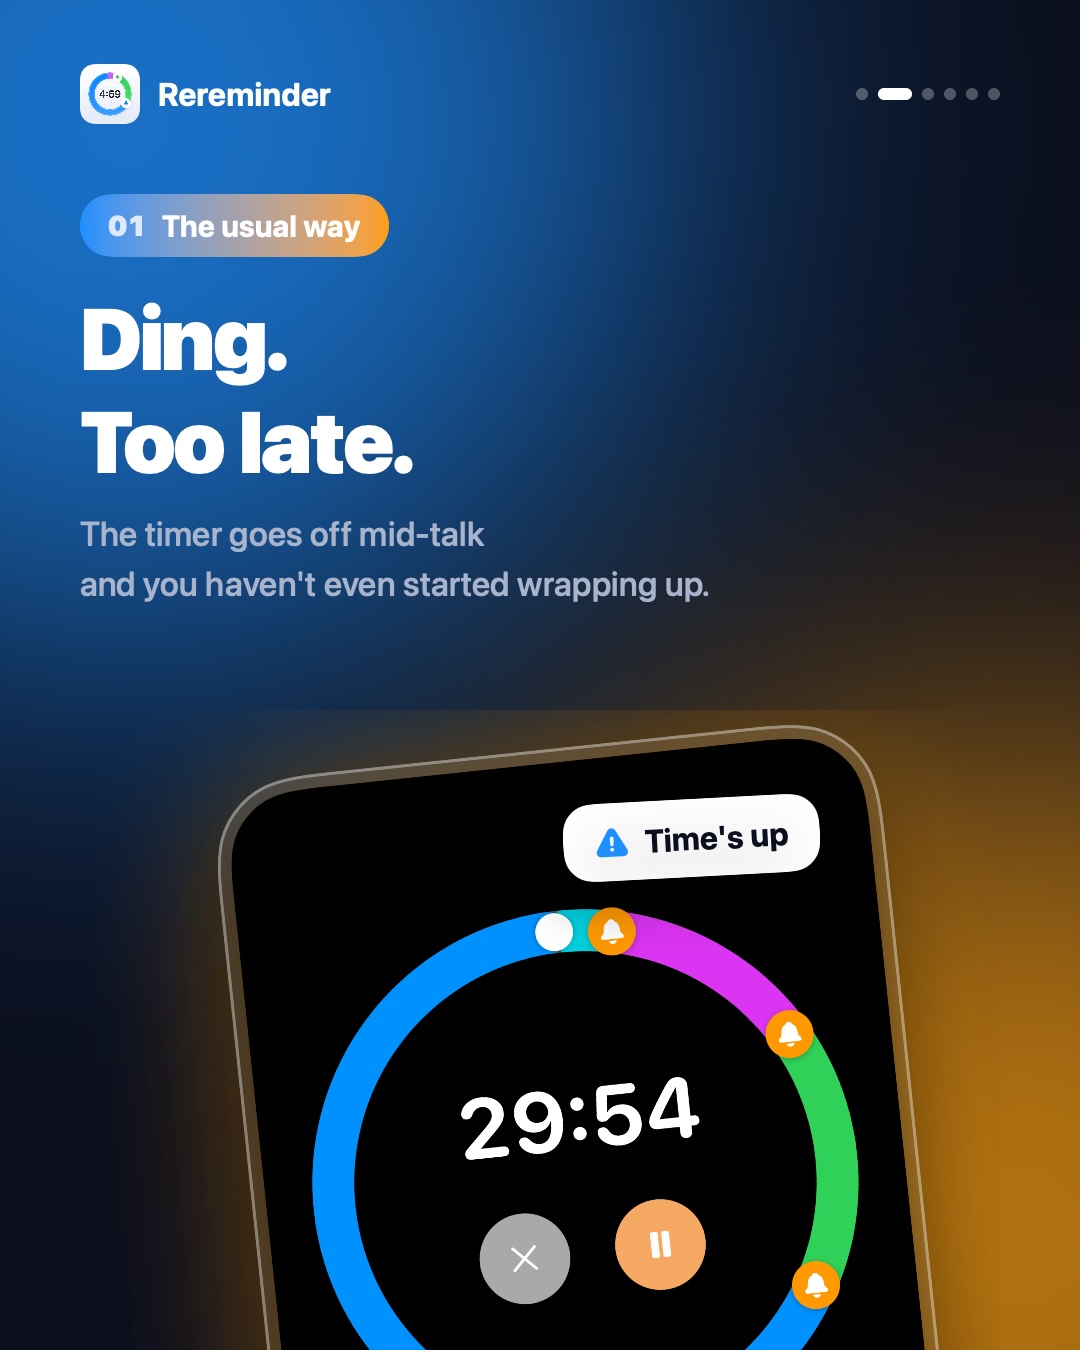 4:59
Rereminder
01 The usual way
Ding.
Too late.
The timer goes off mid-talk
and you haven't even started wrapping up.
Time's up
29:54